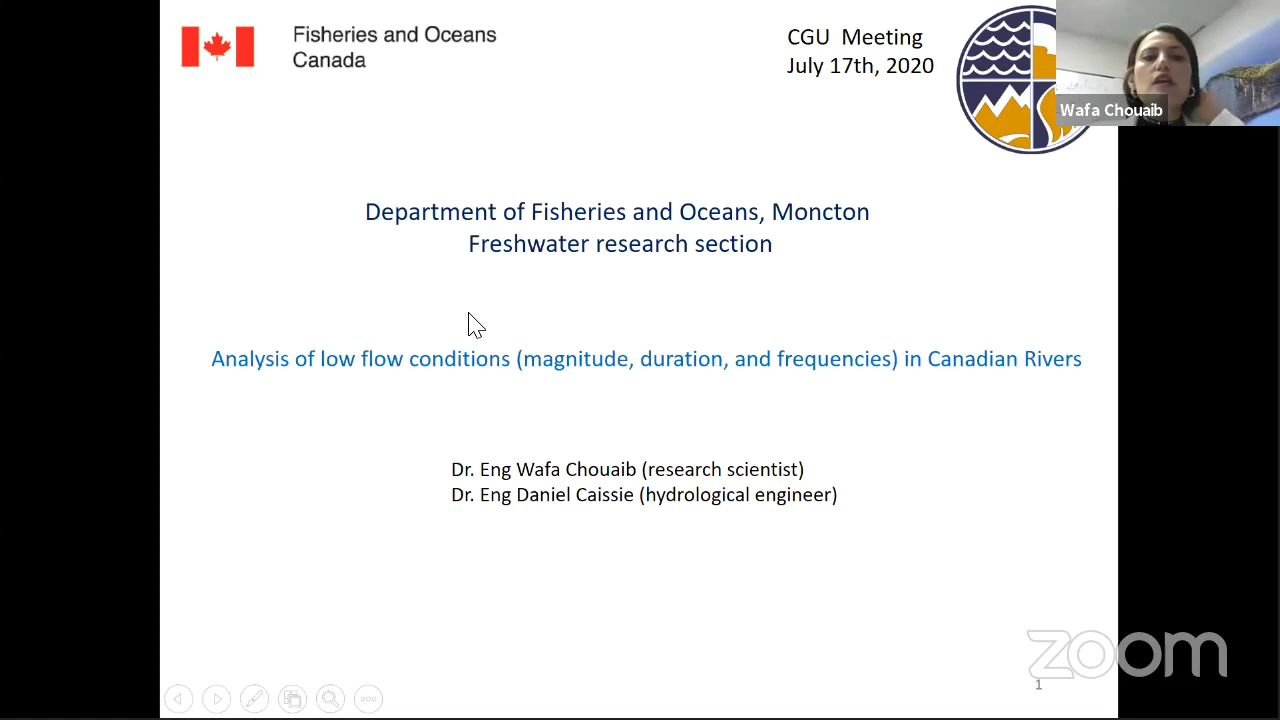 Fisheries and Oceans
Canada
CGU Meeting
July 17th, 2020
Wafa Chouaib
Department of Fisheries and Oceans, Moncton
Freshwater research section
Analysis of low flow conditions (magnitude, duration, and frequencies) in Canadian Rivers
Dr. Eng Wafa Chouaib (research scientist)
Dr. Eng Daniel Caissie (hydrological engineer)
zoom
1